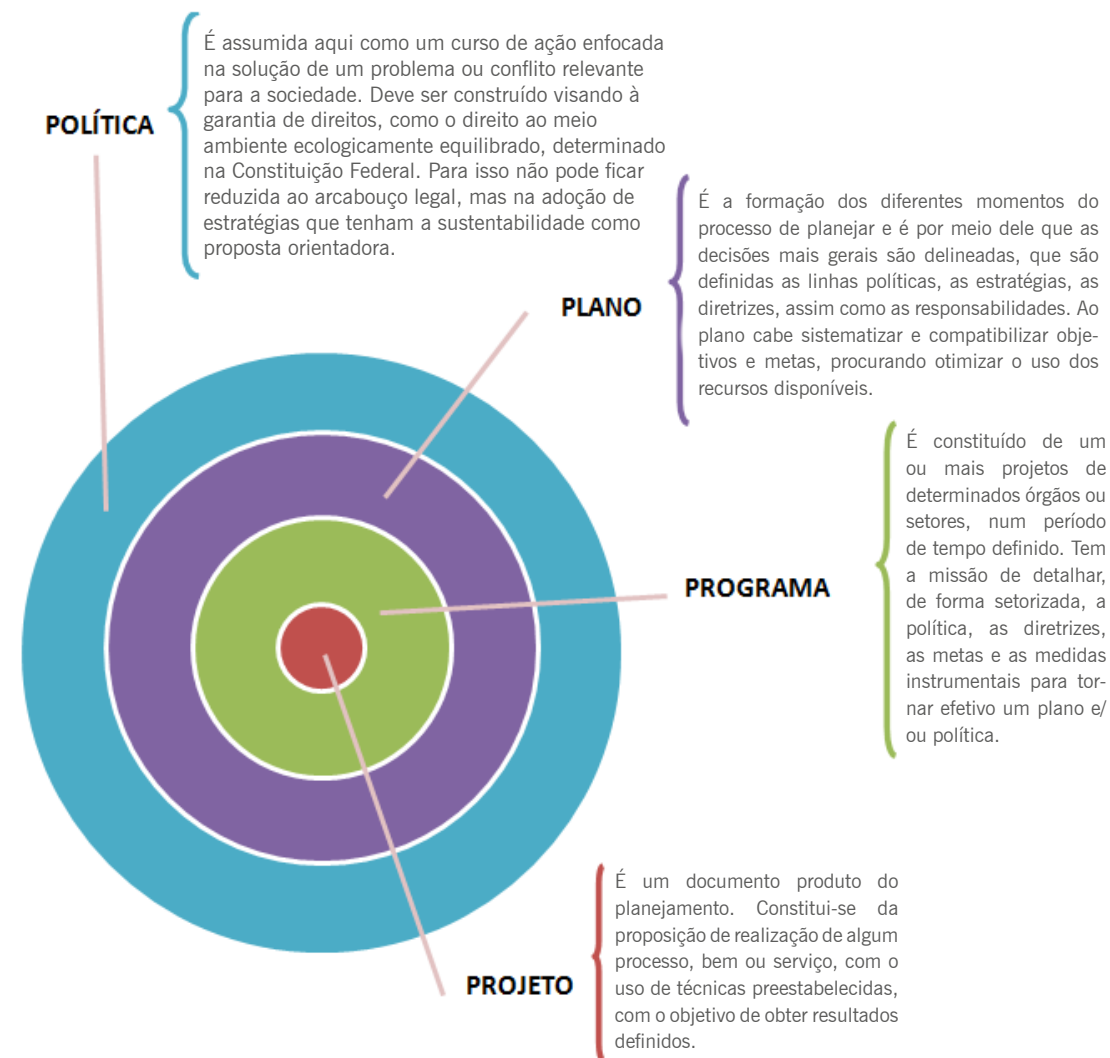 POLÍTICA
É assumida aqui como um curso de ação enfocada
na solução de um problema ou conflito relevante
para a sociedade. Deve ser construído visando à
garantia de direitos, como o direito ao meio
ambiente ecologicamente equilibrado, determinado
na Constituição Federal. Para isso não pode ficar
reduzida ao arcabouço legal, mas na adoção de
estratégias que tenham a sustentabilidade como
proposta orientadora.
PLANO
É a formação dos diferentes momentos do
processo de planejar e é por meio dele que as
decisões mais gerais são delineadas, que são
definidas as linhas políticas, as estratégias, as
diretrizes, assim como as responsabilidades. Ao
plano cabe sistematizar e compatibilizar obje-
tivos e metas, procurando otimizar o uso dos
recursos disponíveis.
PROGRAMA
É constituído de um
ou mais projetos de
determinados órgãos ou
setores, num período
de tempo definido. Tem
a missão de detalhar,
de forma setorizada, a
política, as diretrizes,
as metas e as medidas
instrumentais para tor-
nar efetivo um plano e/
ou política.
PROJETO
É um documento produto do
planejamento. Constitui-se da
proposição de realização de algum
processo, bem ou serviço, com o
uso de técnicas preestabelecidas,
com o objetivo de obter resultados
definidos.